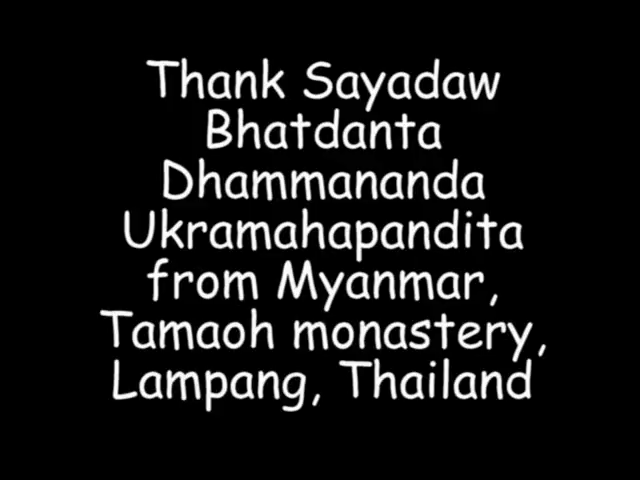 Thank Sayadaw
Bhatdanta
Dhammananda
Ukramahapandita
from Myanmar,
Tamaoh monastery,
Lampang, Thailand